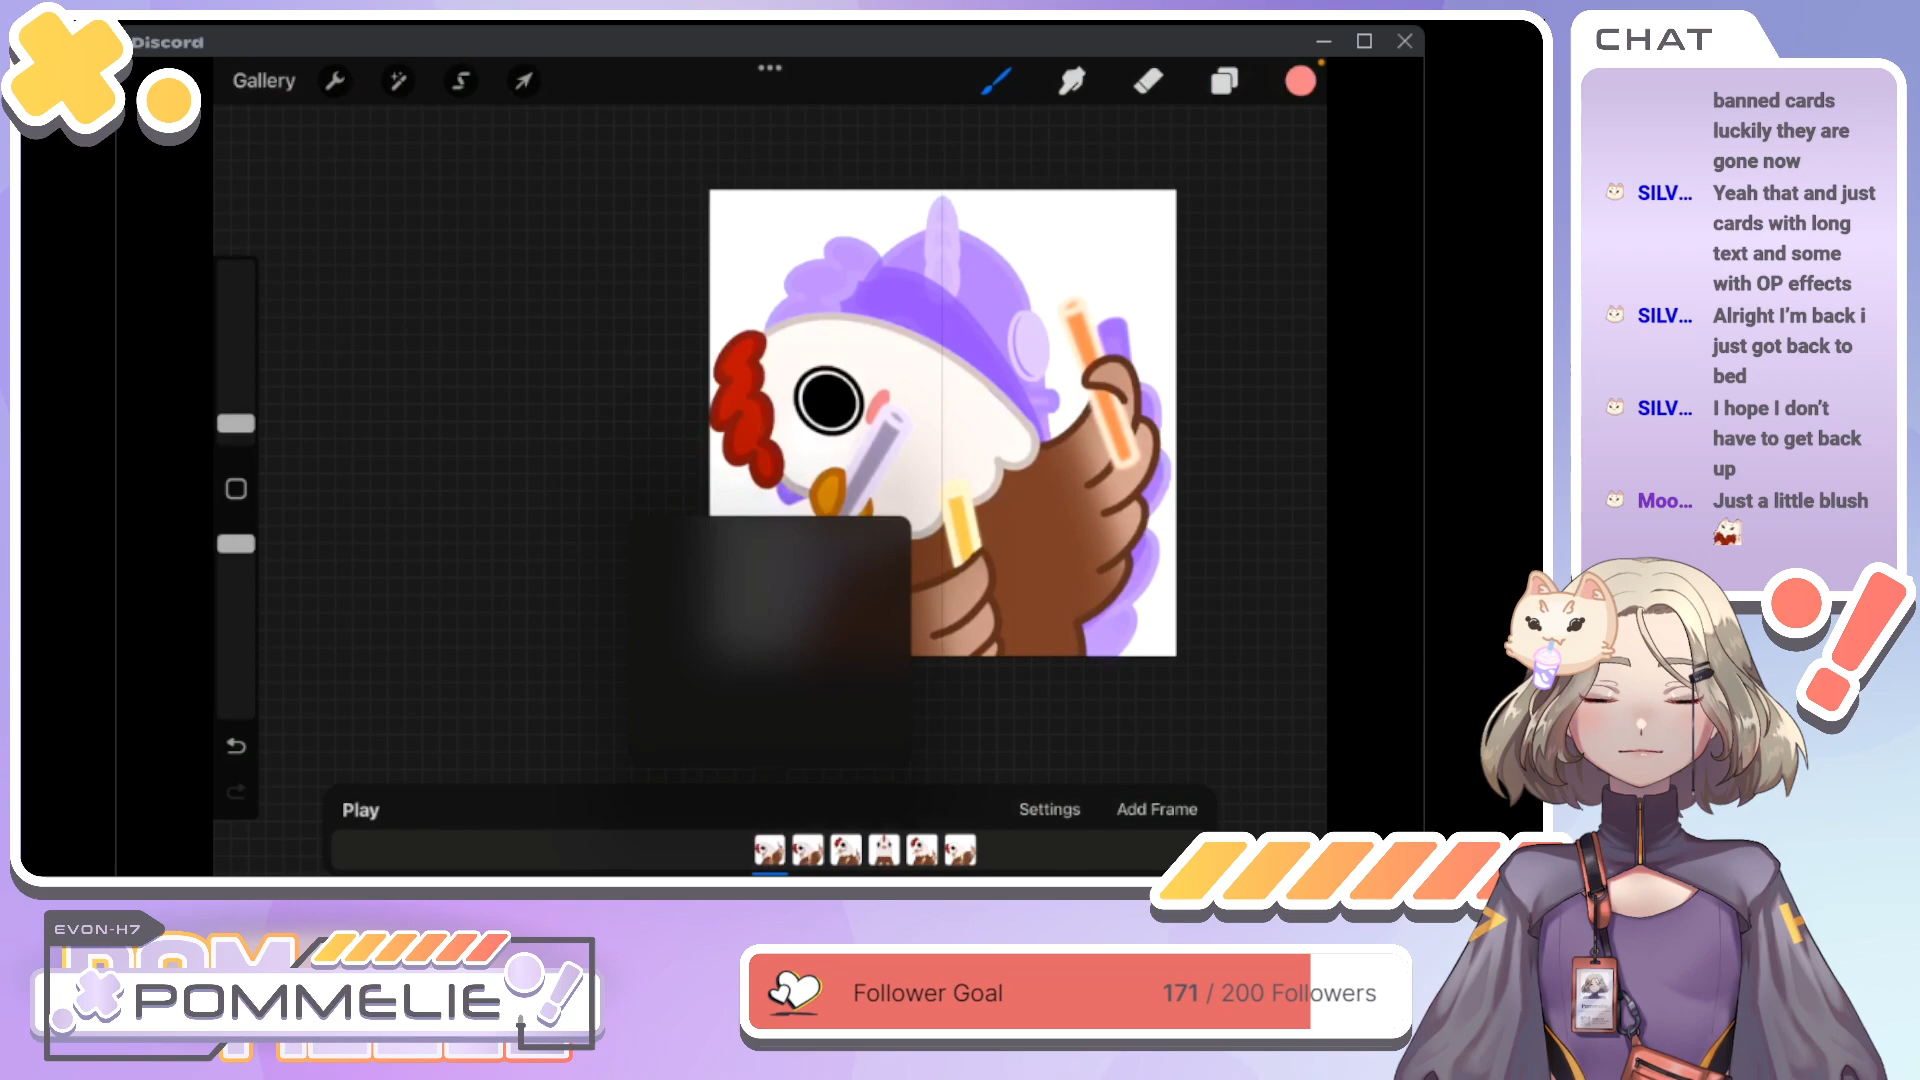 Discord
Gallery
Play
Settings
Add Frame
CHAT
banned cards
luckily they are
gone now
SILV... Yeah that and just
cards with long
text and some
with OP effects
SILV... Alright I'm back i
just got back to
bed
SILV... I hope I don't
have to get back
up
Moo... Just a little blush
EVON-H7
POMMELIE
Follower Goal
171 / 200 Followers